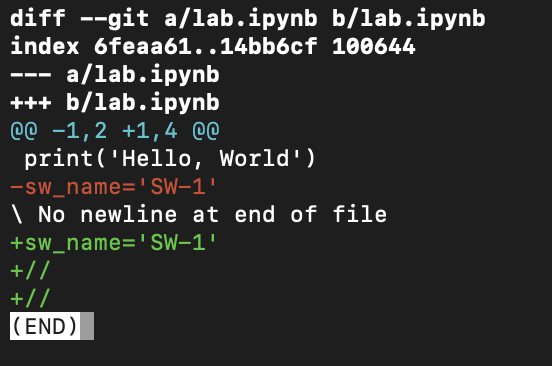 diff --git a/lab.ipynb b/lab.ipynb
index 6feaa61..14bb6cf 100644
--- a/lab.ipynb
+++ b/lab.ipynb
@@ -1,2 +1,4 @@
 print('Hello, World')
-sw_name='SW-1'
\ No newline at end of file
+sw_name='SW-1'
+//
+//
(END)